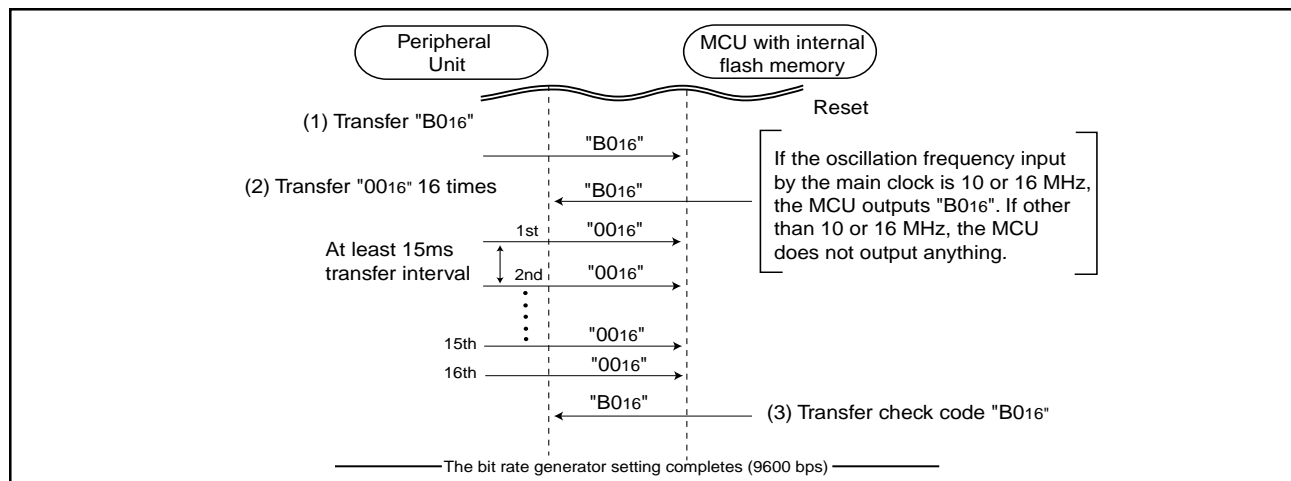 Peripheral
Unit
MCU with internal
flash memory
Reset
(1) Transfer "B016"
"B016"
(2) Transfer "0016" 16 times
"B016"
If the oscillation frequency input
by the main clock is 10 or 16 MHz,
the MCU outputs "B016". If other
than 10 or 16 MHz, the MCU
does not output anything.
At least 15ms
transfer interval
1st "0016"
2nd "0016"
15th "0016"
16th "0016"
"B016"
(3) Transfer check code "B016"
The bit rate generator setting completes (9600 bps)